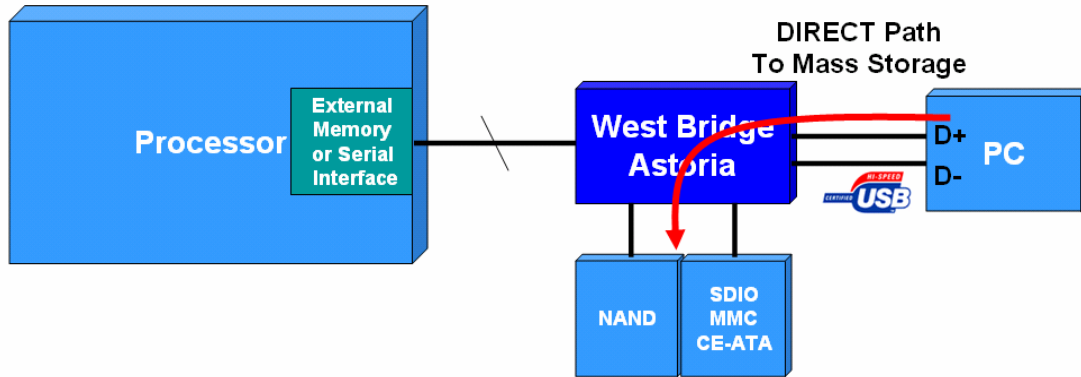 DIRECT Path
To Mass Storage
Processor
External
Memory
or Serial
Interface
West Bridge
Astoria
D+
D-
PC
HI-SPEED
CERTIFIED
USB
NAND
SDIO
MMC
CE-ATA